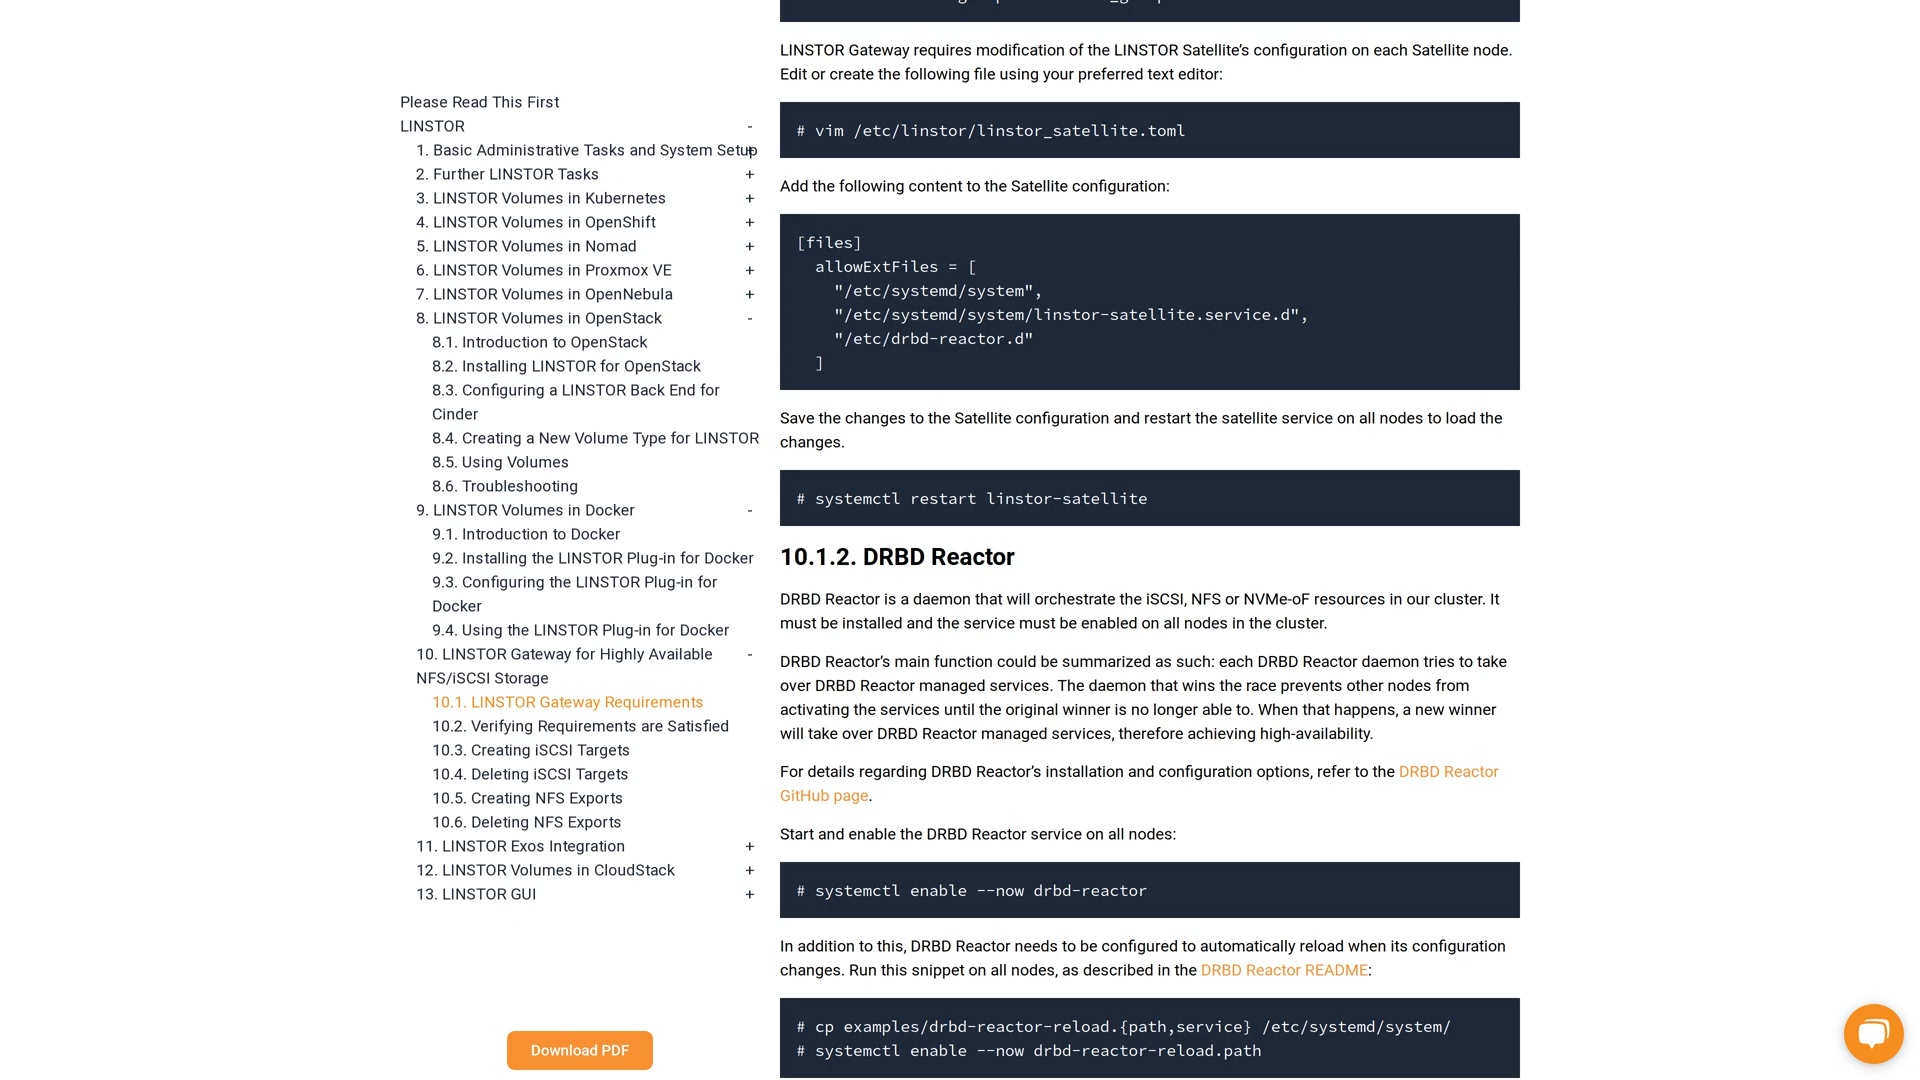 Please Read This First
LINSTOR -
1. Basic Administrative Tasks and System Setup +
2. Further LINSTOR Tasks +
3. LINSTOR Volumes in Kubernetes +
4. LINSTOR Volumes in OpenShift +
5. LINSTOR Volumes in Nomad +
6. LINSTOR Volumes in Proxmox VE +
7. LINSTOR Volumes in OpenNebula +
8. LINSTOR Volumes in OpenStack -
8.1. Introduction to OpenStack
8.2. Installing LINSTOR for OpenStack
8.3. Configuring a LINSTOR Back End for
Cinder
8.4. Creating a New Volume Type for LINSTOR
8.5. Using Volumes
8.6. Troubleshooting
9. LINSTOR Volumes in Docker -
9.1. Introduction to Docker
9.2. Installing the LINSTOR Plug-in for Docker
9.3. Configuring the LINSTOR Plug-in for
Docker
9.4. Using the LINSTOR Plug-in for Docker
10. LINSTOR Gateway for Highly Available -
NFS/iSCSI Storage
10.1. LINSTOR Gateway Requirements
10.2. Verifying Requirements are Satisfied
10.3. Creating iSCSI Targets
10.4. Deleting iSCSI Targets
10.5. Creating NFS Exports
10.6. Deleting NFS Exports
11. LINSTOR Exos Integration +
12. LINSTOR Volumes in CloudStack +
13. LINSTOR GUI +
Download PDF
LINSTOR Gateway requires modification of the LINSTOR Satellite’s configuration on each Satellite node.
Edit or create the following file using your preferred text editor:
# vim /etc/linstor/linstor_satellite.toml
Add the following content to the Satellite configuration:
[files]
  allowExtFiles = [
    "/etc/systemd/system",
    "/etc/systemd/system/linstor-satellite.service.d",
    "/etc/drbd-reactor.d"
  ]
Save the changes to the Satellite configuration and restart the satellite service on all nodes to load the
changes.
# systemctl restart linstor-satellite
10.1.2. DRBD Reactor
DRBD Reactor is a daemon that will orchestrate the iSCSI, NFS or NVMe-oF resources in our cluster. It
must be installed and the service must be enabled on all nodes in the cluster.
DRBD Reactor’s main function could be summarized as such: each DRBD Reactor daemon tries to take
over DRBD Reactor managed services. The daemon that wins the race prevents other nodes from
activating the services until the original winner is no longer able to. When that happens, a new winner
will take over DRBD Reactor managed services, therefore achieving high-availability.
For details regarding DRBD Reactor’s installation and configuration options, refer to the DRBD Reactor
GitHub page.
Start and enable the DRBD Reactor service on all nodes:
# systemctl enable --now drbd-reactor
In addition to this, DRBD Reactor needs to be configured to automatically reload when its configuration
changes. Run this snippet on all nodes, as described in the DRBD Reactor README:
# cp examples/drbd-reactor-reload.{path,service} /etc/systemd/system/
# systemctl enable --now drbd-reactor-reload.path